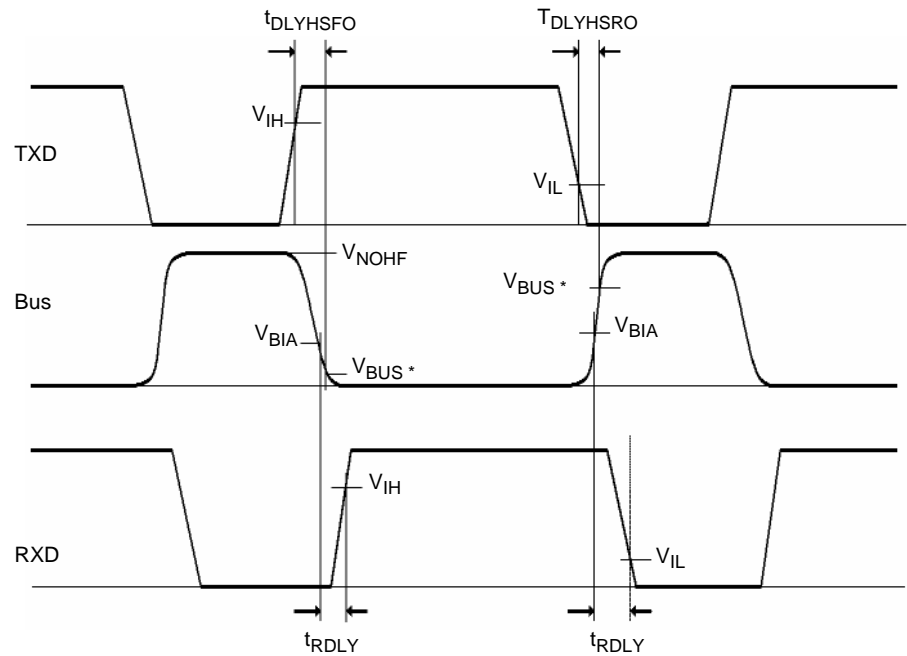 tDLYHSFO
TDLYHSRO
VIH
TXD
VIL
VNOHF
Bus
VBUS *
VBIA
VBIA
VBUS *
VIH
RXD
VIL
tRDLY
tRDLY